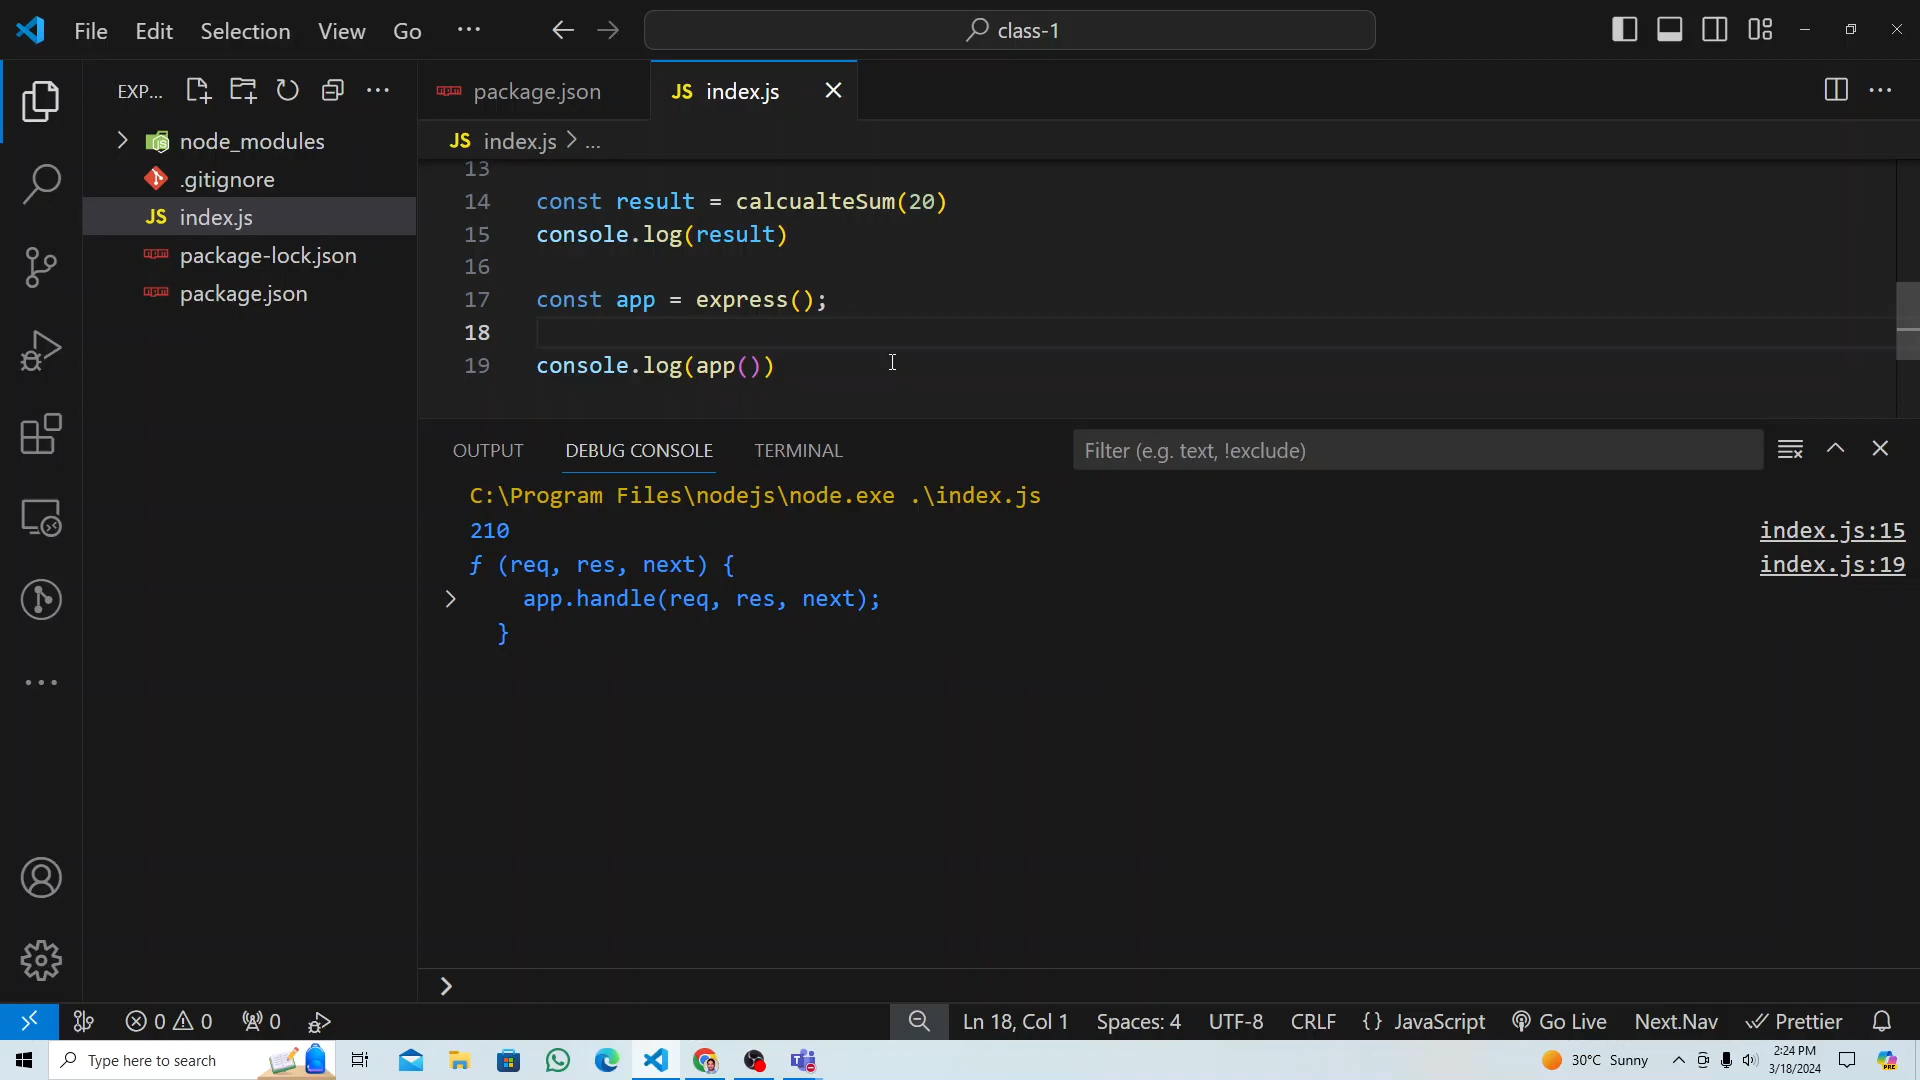 File Edit Selection View Go ··· class-1
EXP...
package.json
JS index.js
node_modules
.gitignore
JS index.js
package-lock.json
package.json
JS index.js > ...
13
14 const result = calcualteSum(20)
15 console.log(result)
16
17 const app = express();
18
19 console.log(app())
OUTPUT DEBUG CONSOLE TERMINAL Filter (e.g. text, !exclude)
C:\Program Files\nodejs\node.exe .\index.js
210 index.js:15
ƒ (req, res, next) { index.js:19
app.handle(req, res, next);
}
0 0 0 Ln 18, Col 1 Spaces: 4 UTF-8 CRLF {} JavaScript Go Live Next.Nav Prettier
Type here to search 30°C Sunny 2:24 PM
3/18/2024
PRE